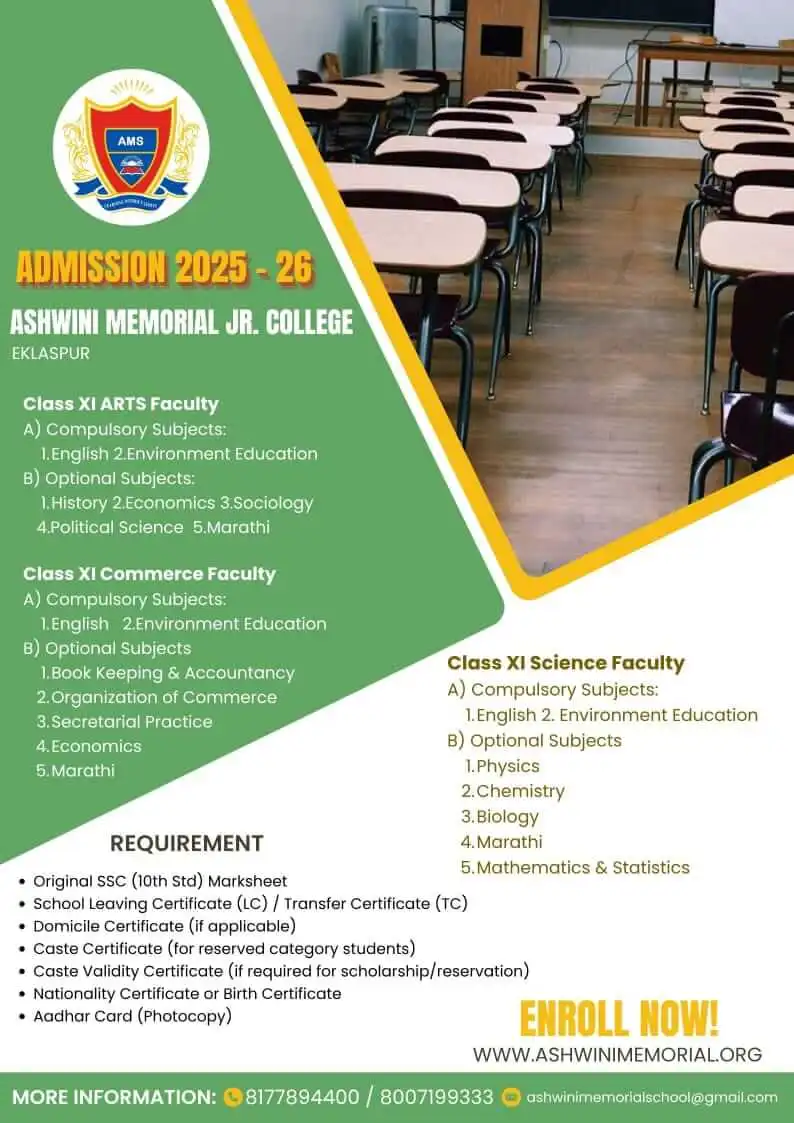 AMS
ADMISSION 2025 - 26
ASHWINI MEMORIAL JR. COLLEGE
EKLASPUR
Class XI ARTS Faculty
A) Compulsory Subjects:
1.English 2.Environment Education
B) Optional Subjects:
1.History 2.Economics 3.Sociology
4.Political Science 5.Marathi
Class XI Commerce Faculty
A) Compulsory Subjects:
1.English 2.Environment Education
B) Optional Subjects
1.Book Keeping & Accountancy
2.Organization of Commerce
3.Secretarial Practice
4.Economics
5.Marathi
Class XI Science Faculty
A) Compulsory Subjects:
1.English 2. Environment Education
B) Optional Subjects
1.Physics
2.Chemistry
3.Biology
4.Marathi
5.Mathematics & Statistics
REQUIREMENT
• Original SSC (10th Std) Marksheet
• School Leaving Certificate (LC) / Transfer Certificate (TC)
• Domicile Certificate (if applicable)
• Caste Certificate (for reserved category students)
• Caste Validity Certificate (if required for scholarship/reservation)
• Nationality Certificate or Birth Certificate
• Aadhar Card (Photocopy)
ENROLL NOW!
WWW.ASHWINIMEMORIAL.ORG
MORE INFORMATION: 8177894400 / 8007199333 ashwinimemorialschool@gmail.com